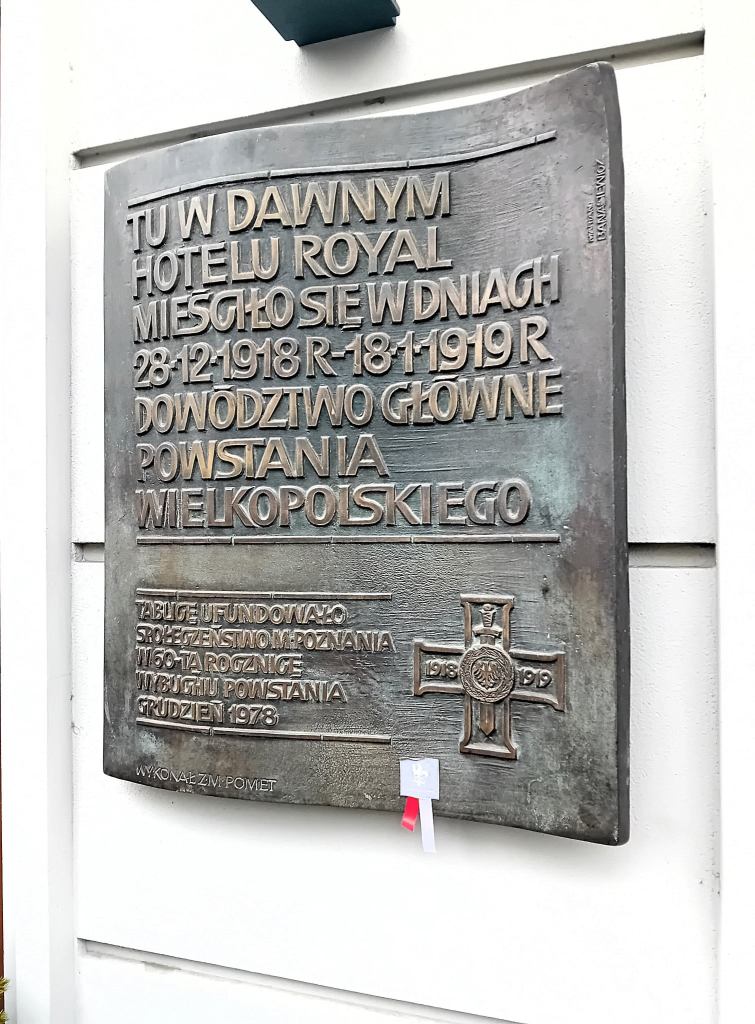 TU W DAWNYM
HOTELU ROYAL
MIEŚCIŁO SIĘ W DNIACH
28·12·1918 R-18·1·1919 R
DOWÓDZTWO GŁÓWNE
POWSTANIA
WIELKOPOLSKIEGO
TABLICĘ UFUNDOWAŁO
SPOŁECZEŃSTWO M·POZNANIA
W 60-TĄ ROCZNICĘ
WYBUCHU POWSTANIA
GRUDZIEŃ 1978
1918 1919
WYKONAŁ Z·M·POMET
BANASIEWICZ